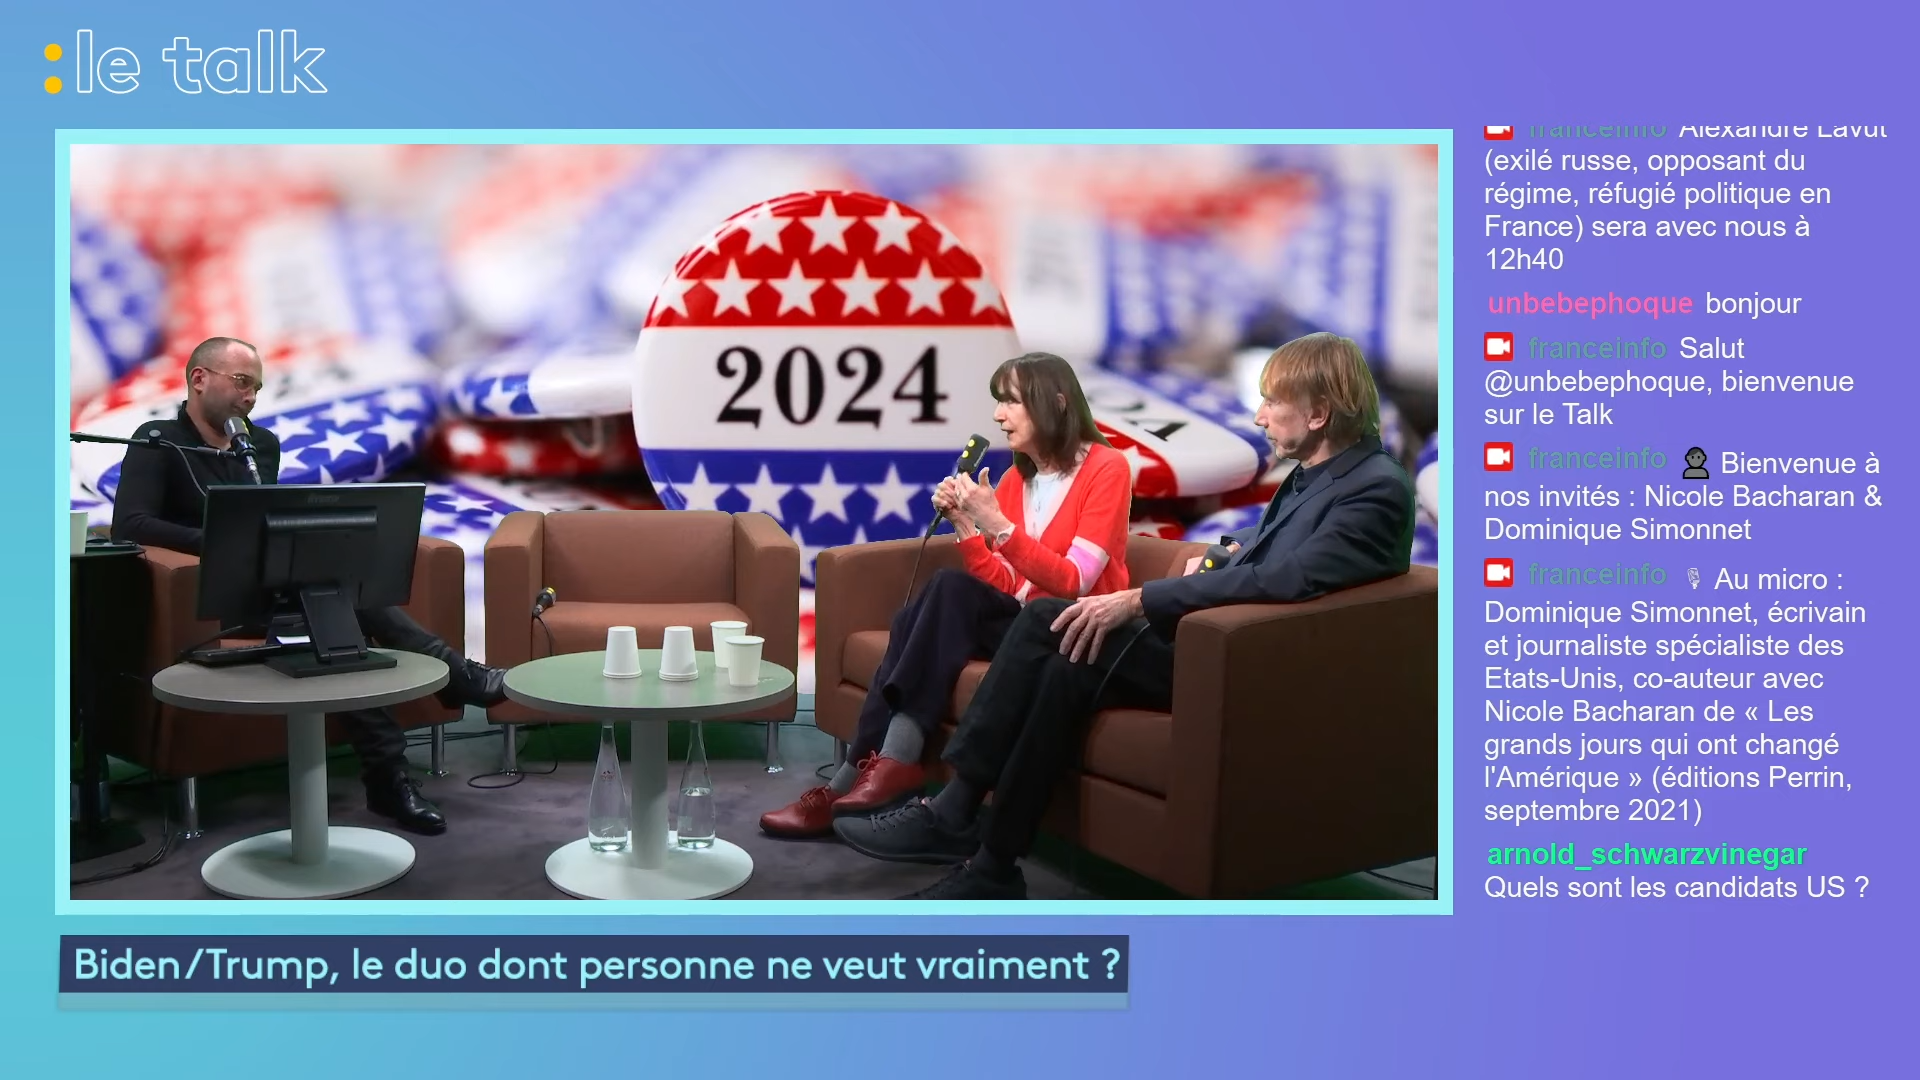 :le talk
2024
franceinfo Alexandre Lavut
(exilé russe, opposant du
régime, réfugié politique en
France) sera avec nous à
12h40
unbebephoque bonjour
franceinfo Salut
@unbebephoque, bienvenue
sur le Talk
franceinfo Bienvenue à
nos invités : Nicole Bacharan &
Dominique Simonnet
franceinfo Au micro :
Dominique Simonnet, écrivain
et journaliste spécialiste des
Etats-Unis, co-auteur avec
Nicole Bacharan de « Les
grands jours qui ont changé
l'Amérique » (éditions Perrin,
septembre 2021)
arnold_schwarzvinegar
Quels sont les candidats US ?
Biden/Trump, le duo dont personne ne veut vraiment ?